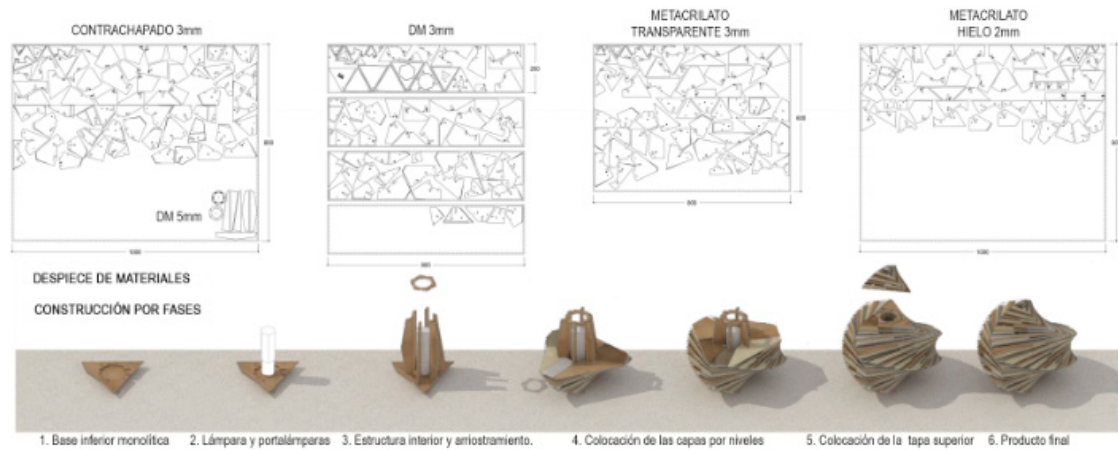 CONTRACHAPADO 3mm
DM 3mm
METACRILATO
TRANSPARENTE 3mm
METACRILATO
HIELO 2mm
DM 5mm
DESPIECE DE MATERIALES
CONSTRUCCIÓN POR FASES
1. Base inferior monolítica
2. Lámpara y portalámparas
3. Estructura interior y arriostramiento.
4. Colocación de las capas por niveles
5. Colocación de la tapa superior
6. Producto final